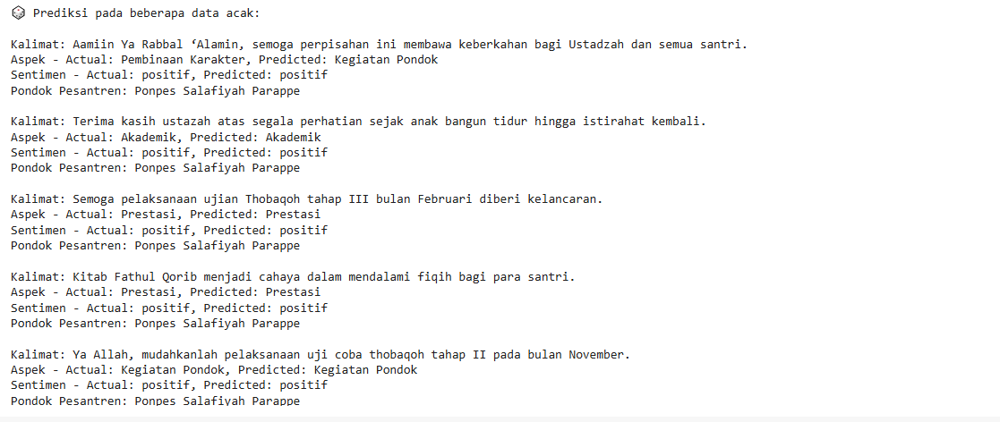 Prediksi pada beberapa data acak:
Kalimat: Aamiin Ya Rabbal ‘Alamin, semoga perpisahan ini membawa keberkahan bagi Ustadzah dan semua santri.
Aspek - Actual: Pembinaan Karakter, Predicted: Kegiatan Pondok
Sentimen - Actual: positif, Predicted: positif
Pondok Pesantren: Ponpes Salafiyah Parappe
Kalimat: Terima kasih ustazah atas segala perhatian sejak anak bangun tidur hingga istirahat kembali.
Aspek - Actual: Akademik, Predicted: Akademik
Sentimen - Actual: positif, Predicted: positif
Pondok Pesantren: Ponpes Salafiyah Parappe
Kalimat: Semoga pelaksanaan ujian Thobaqoh tahap III bulan Februari diberi kelancaran.
Aspek - Actual: Prestasi, Predicted: Prestasi
Sentimen - Actual: positif, Predicted: positif
Pondok Pesantren: Ponpes Salafiyah Parappe
Kalimat: Kitab Fathul Qorib menjadi cahaya dalam mendalami fiqih bagi para santri.
Aspek - Actual: Prestasi, Predicted: Prestasi
Sentimen - Actual: positif, Predicted: positif
Pondok Pesantren: Ponpes Salafiyah Parappe
Kalimat: Ya Allah, mudahkanlah pelaksanaan uji coba thobaqoh tahap II pada bulan November.
Aspek - Actual: Kegiatan Pondok, Predicted: Kegiatan Pondok
Sentimen - Actual: positif, Predicted: positif
Pondok Pesantren: Ponpes Salafiyah Parappe